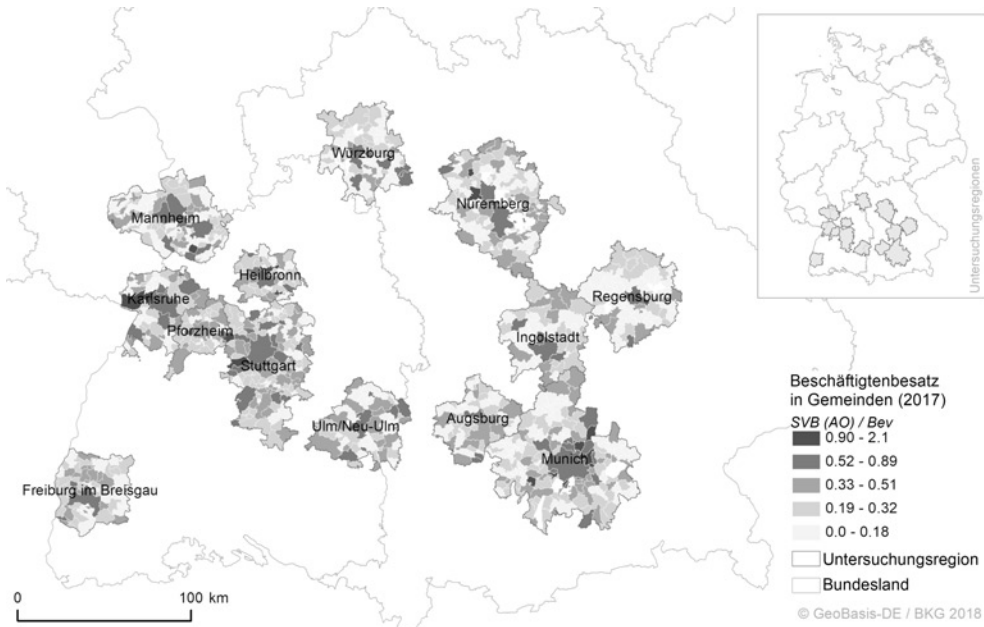 Würzburg
Nuremberg
Mannheim
Heilbronn
Karlsruhe
Regensburg
Pforzheim
Ingolstadt
Stuttgart
Augsburg
Ulm/Neu-Ulm
Munich
Freiburg im Breisgau
0 100 km
Untersuchungsregionen
Beschäftigtenbesatz
in Gemeinden (2017)
SVB (AO) / Bev
0.90 - 2.1
0.52 - 0.89
0.33 - 0.51
0.19 - 0.32
0.0 - 0.18
Untersuchungsregion
Bundesland
© GeoBasis-DE / BKG 2018